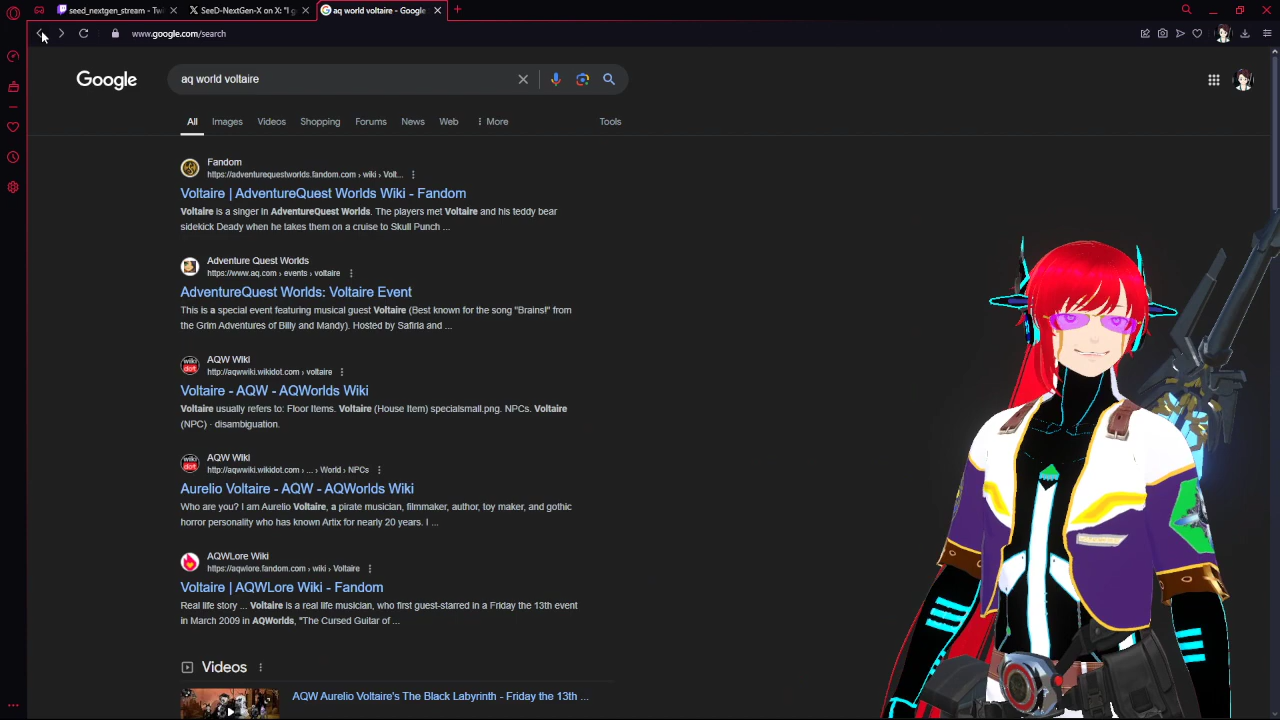 seed_nextgen_stream - Twi
SeeD-NextGen-X on X: "I g
aq world voltaire - Google
www.google.com/search
Google
aq world voltaire
All
Images
Videos
Shopping
Forums
News
Web
More
Tools
Fandom
https://adventurequestworlds.fandom.com › wiki › Volt...
Voltaire | AdventureQuest Worlds Wiki - Fandom
Voltaire is a singer in AdventureQuest Worlds. The players met Voltaire and his teddy bear
sidekick Deady when he takes them on a cruise to Skull Punch ...
Adventure Quest Worlds
https://www.aq.com › events › voltaire
AdventureQuest Worlds: Voltaire Event
This is a special event featuring musical guest Voltaire (Best known for the song "Brains!" from
the Grim Adventures of Billy and Mandy). Hosted by Safiria and ...
wiki
dot
AQW Wiki
http://aqwwiki.wikidot.com › voltaire
Voltaire - AQW - AQWorlds Wiki
Voltaire usually refers to: Floor Items. Voltaire (House Item) specialsmall.png. NPCs. Voltaire
(NPC) · disambiguation.
wiki
dot
AQW Wiki
http://aqwwiki.wikidot.com › ... › World › NPCs
Aurelio Voltaire - AQW - AQWorlds Wiki
Who are you? I am Aurelio Voltaire, a pirate musician, filmmaker, author, toy maker, and gothic
horror personality who has known Artix for nearly 20 years. I ...
AQWLore Wiki
https://aqwlore.fandom.com › wiki › Voltaire
Voltaire | AQWLore Wiki - Fandom
Real life story ... Voltaire is a real life musician, who first guest-starred in a Friday the 13th event
in March 2009 in AQWorlds, "The Cursed Guitar of ...
Videos
AQW Aurelio Voltaire's The Black Labyrinth - Friday the 13th ...